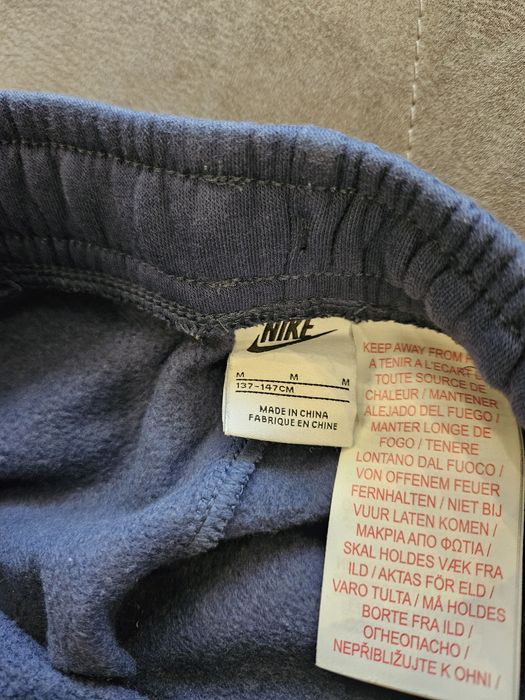 NIKE
M M M
137-147CM
MADE IN CHINA
FABRIQUE EN CHINE
KEEP AWAY FROM
A TENIR A L'ECART
TOUTE SOURCE DE
CHALEUR / MANTENER
ALEJADO DEL FUEGO /
MANTER LONGE DE
FOGO / TENERE
LONTANO DAL FUOCO /
VON OFFENEM FEUER
FERNHALTEN / NIET BIJ
VUUR LATEN KOMEN /
ΜΑΚΡΙΑ ΑΠΟ ΦΩΤΙΑ /
SKAL HOLDES VÆK FRA
ILD / AKTAS FÖR ELD /
VARO TULTA / MÅ HOLDES
BORTE FRA ILD /
ОГНЕОПАСНО /
NEPŘIBLIŽUJTE K OHNI /